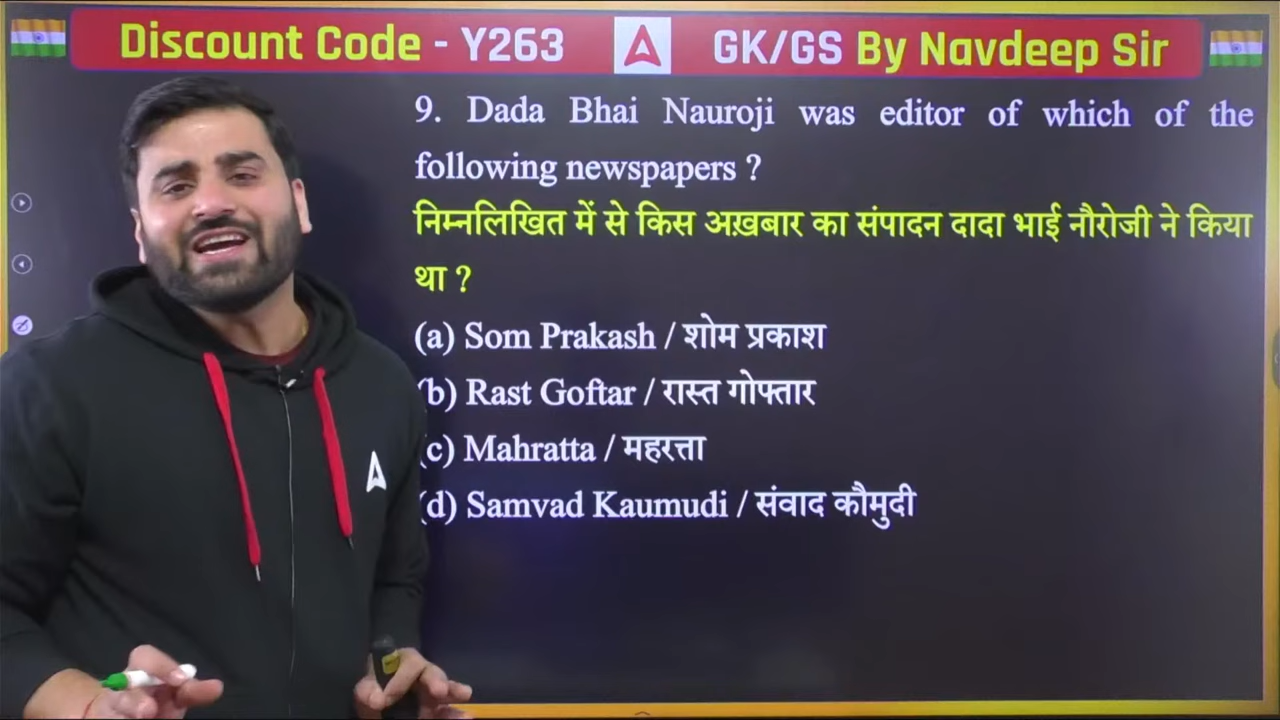 Discount Code - Y263 GK/GS By Navdeep Sir
9. Dada Bhai Nauroji was editor of which of the
following newspapers ?
निम्नलिखित में से किस अख़बार का संपादन दादा भाई नौरोजी ने किया
था ?
(a) Som Prakash / शोम प्रकाश
(b) Rast Goftar / रास्त गोफ्तार
(c) Mahratta / महरत्ता
(d) Samvad Kaumudi / संवाद कौमुदी